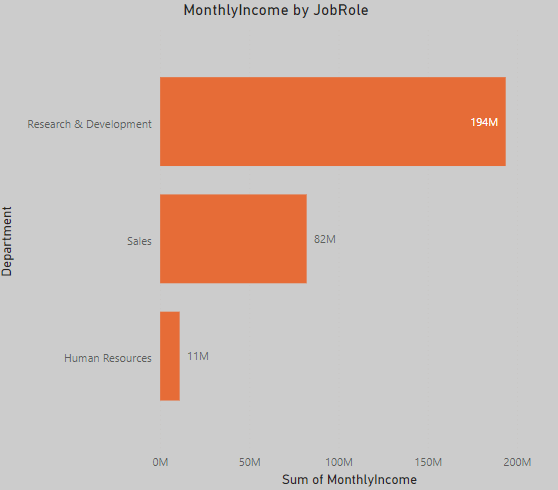 MonthlyIncome by JobRole
Department
Research & Development
194M
Sales
82M
Human Resources
11M
0M
50M
100M
150M
200M
Sum of MonthlyIncome